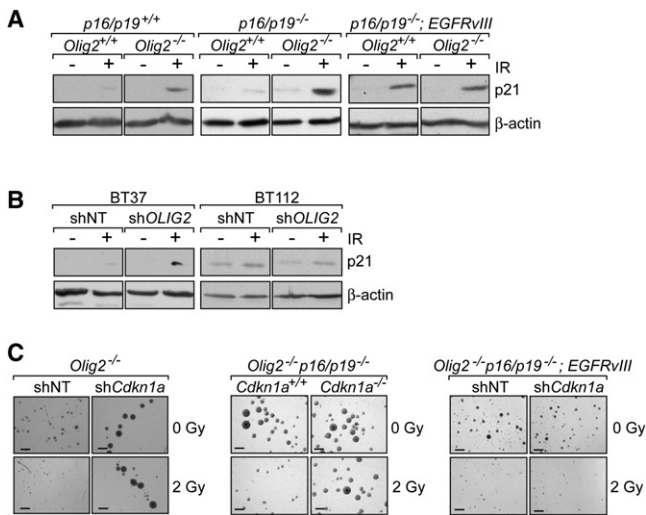 A
p16/p19+/+ p16/p19-/- p16/p19-/-; EGFRvIII
Olig2+/+ Olig2-/- Olig2+/+ Olig2-/- Olig2+/+ Olig2-/-
- + - + - + - + - + - + IR
p21
β-actin
B
BT37 BT112
shNT shOLIG2 shNT shOLIG2
- + - + - + - + IR
p21
β-actin
C
Olig2-/- Olig2-/-p16/p19-/- Olig2-/-p16/p19-/-; EGFRvIII
shNT shCdkn1a Cdkn1a+/+ Cdkn1a-/- shNT shCdkn1a
0 Gy 0 Gy 0 Gy
2 Gy 2 Gy 2 Gy